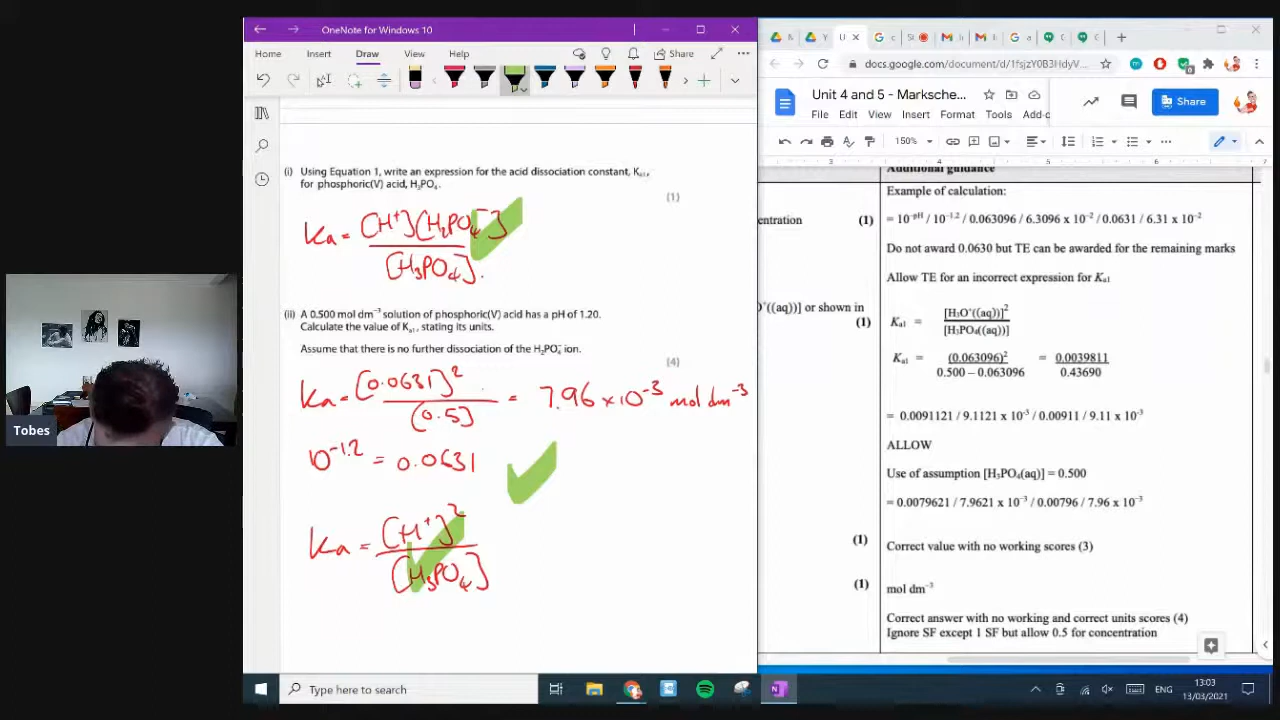 OneNote for Windows 10
Home Insert Draw View Help Share
(i) Using Equation 1, write an expression for the acid dissociation constant, Ka1,
for phosphoric(V) acid, H3PO4.
(1)
Ka = [H+][H2PO4-]
[H3PO4].
(ii) A 0.500 mol dm−3 solution of phosphoric(V) acid has a pH of 1.20.
Calculate the value of Ka1, stating its units.
Assume that there is no further dissociation of the H2PO4− ion.
(4)
Ka = (0.0631)2 = 7.96 × 10−3 mol dm−3
(0.5)
10−1.2 = 0.0631
Ka = [H+]2
[H3PO4]
Tobes
docs.google.com/document/d/1fsjzY0B3HdyV...
Unit 4 and 5 - Marksche...
Share
File Edit View Insert Format Tools Add-
150%
Additional guidance
Example of calculation:
= 10−pH / 10−1.2 / 0.063096 / 6.3096 x 10−2 / 0.0631 / 6.31 x 10−2
entration (1)
Do not award 0.0630 but TE can be awarded for the remaining marks
Allow TE for an incorrect expression for Ka1
+((aq))] or shown in
(1)
Ka1 = [H3O+((aq))]2
[H3PO4((aq))]
Ka1 = (0.063096)2 = 0.0039811
0.500 − 0.063096 0.43690
= 0.0091121 / 9.1121 x 10−3 / 0.00911 / 9.11 x 10−3
ALLOW
Use of assumption [H3PO4(aq)] = 0.500
= 0.0079621 / 7.9621 x 10−3 / 0.00796 / 7.96 x 10−3
(1) Correct value with no working scores (3)
(1) mol dm−3
Correct answer with no working and correct units scores (4)
Ignore SF except 1 SF but allow 0.5 for concentration
Type here to search
ENG
13:03
13/03/2021